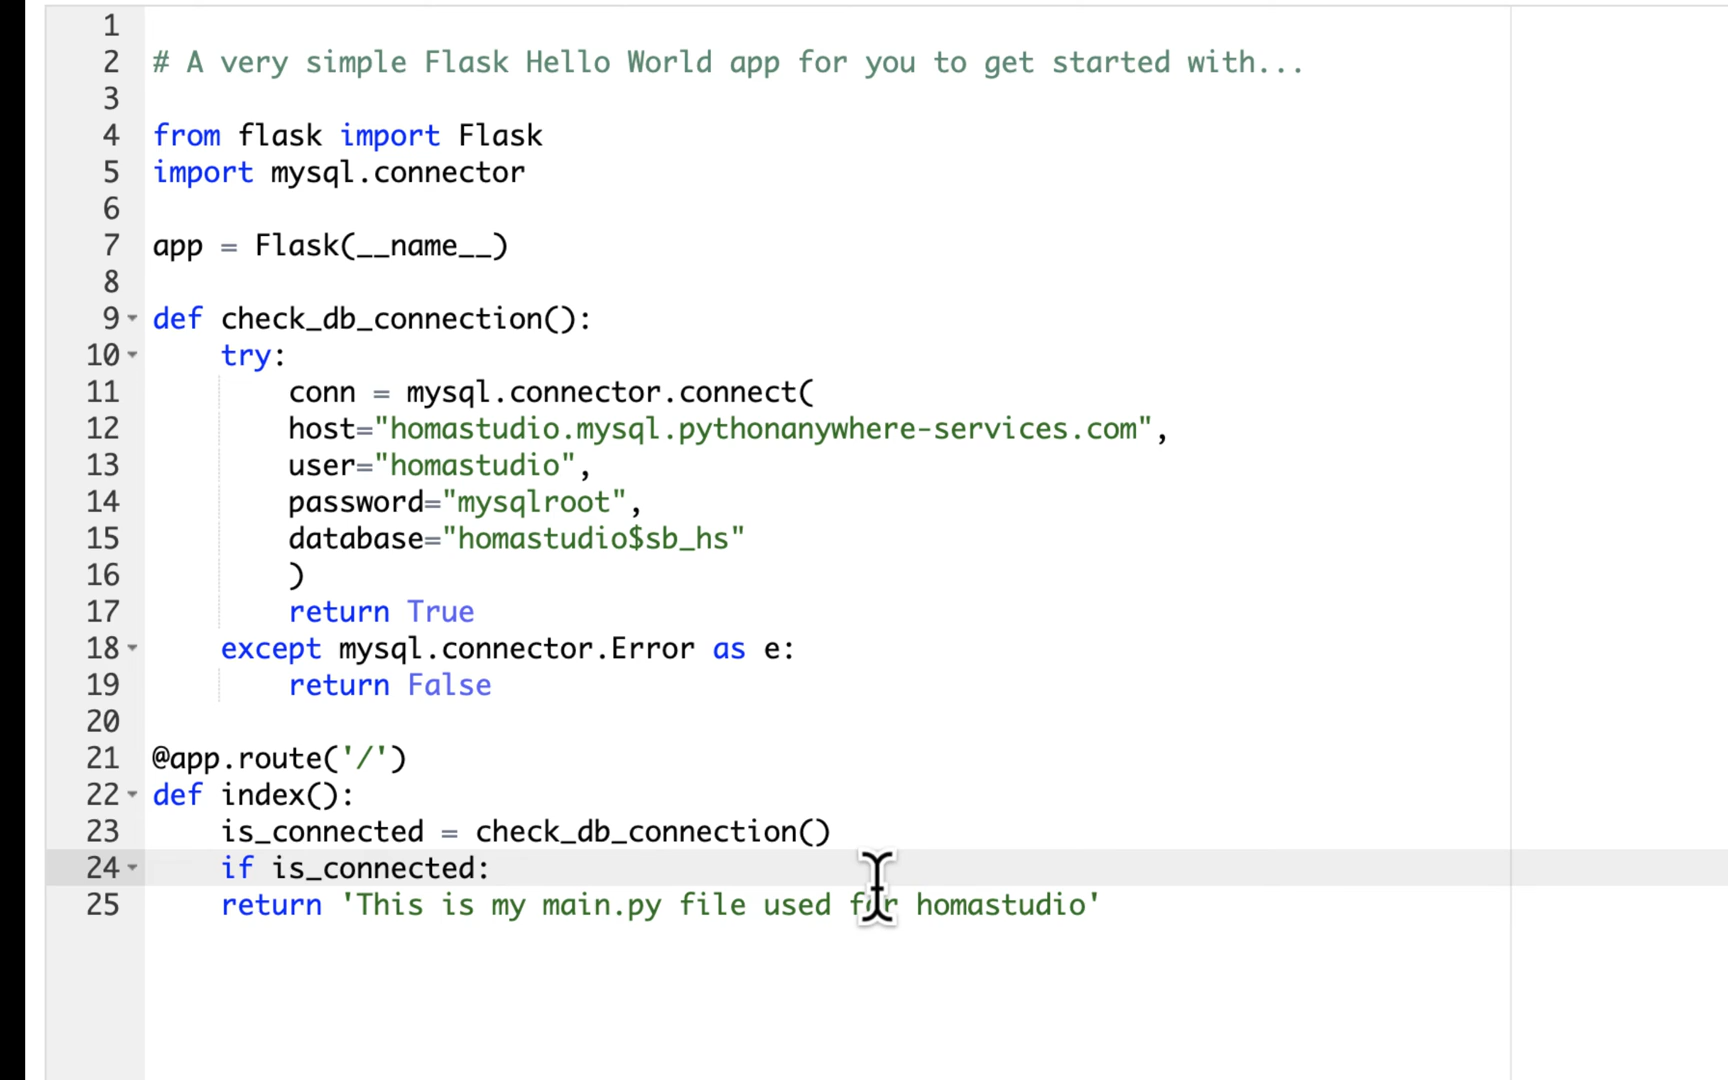 1
2 # A very simple Flask Hello World app for you to get started with...
3
4 from flask import Flask
5 import mysql.connector
6
7 app = Flask(__name__)
8
9 def check_db_connection():
10     try:
11         conn = mysql.connector.connect(
12         host="homastudio.mysql.pythonanywhere-services.com",
13         user="homastudio",
14         password="mysqlroot",
15         database="homastudio$sb_hs"
16         )
17         return True
18     except mysql.connector.Error as e:
19         return False
20
21 @app.route('/')
22 def index():
23     is_connected = check_db_connection()
24     if is_connected:
25     return 'This is my main.py file used for homastudio'